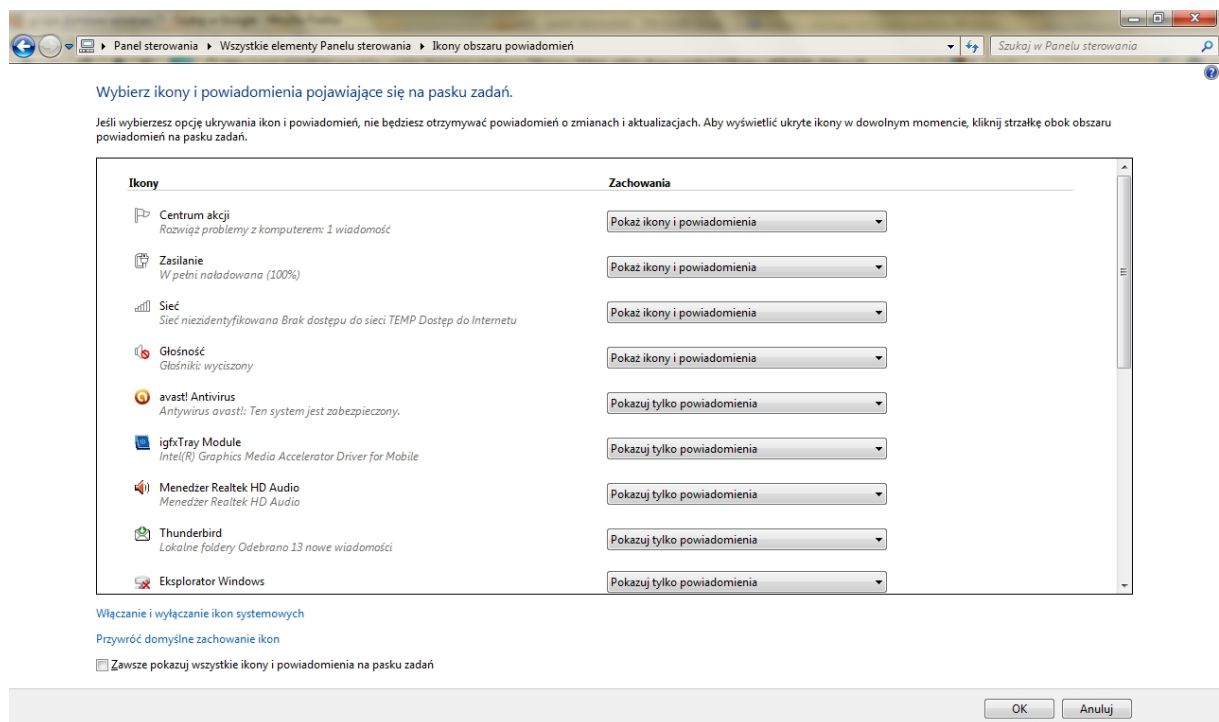 Panel sterowania ▸ Wszystkie elementy Panelu sterowania ▸ Ikony obszaru powiadomień
Szukaj w Panelu sterowania
Wybierz ikony i powiadomienia pojawiające się na pasku zadań.
Jeśli wybierzesz opcję ukrywania ikon i powiadomień, nie będziesz otrzymywać powiadomień o zmianach i aktualizacjach. Aby wyświetlić ukryte ikony w dowolnym momencie, kliknij strzałkę obok obszaru
powiadomień na pasku zadań.
Ikony Zachowania
Centrum akcji
Rozwiąż problemy z komputerem: 1 wiadomość
Pokaż ikony i powiadomienia
Zasilanie
W pełni naładowana (100%)
Pokaż ikony i powiadomienia
Sieć
Sieć niezidentyfikowana Brak dostępu do sieci TEMP Dostęp do Internetu
Pokaż ikony i powiadomienia
Głośność
Głośniki: wyciszony
Pokaż ikony i powiadomienia
avast! Antivirus
Antywirus avast!: Ten system jest zabezpieczony.
Pokazuj tylko powiadomienia
igfxTray Module
Intel(R) Graphics Media Accelerator Driver for Mobile
Pokazuj tylko powiadomienia
Menedżer Realtek HD Audio
Menedżer Realtek HD Audio
Pokazuj tylko powiadomienia
Thunderbird
Lokalne foldery Odebrano 13 nowe wiadomości
Pokazuj tylko powiadomienia
Eksplorator Windows
Pokazuj tylko powiadomienia
Włączanie i wyłączanie ikon systemowych
Przywróć domyślne zachowanie ikon
Zawsze pokazuj wszystkie ikony i powiadomienia na pasku zadań
OK Anuluj